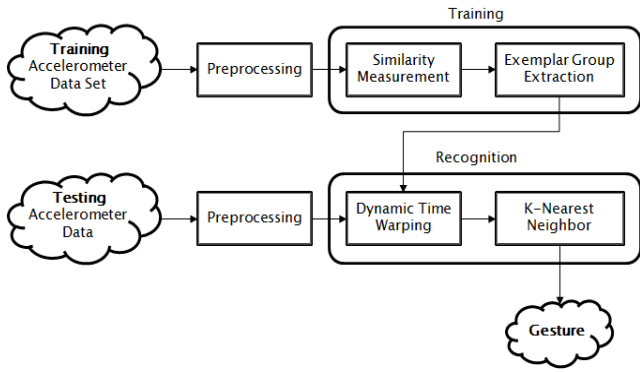 Training
Training
Accelerometer
Data Set
Preprocessing
Similarity
Measurement
Exemplar Group
Extraction
Recognition
Testing
Accelerometer
Data
Preprocessing
Dynamic Time
Warping
K-Nearest
Neighbor
Gesture